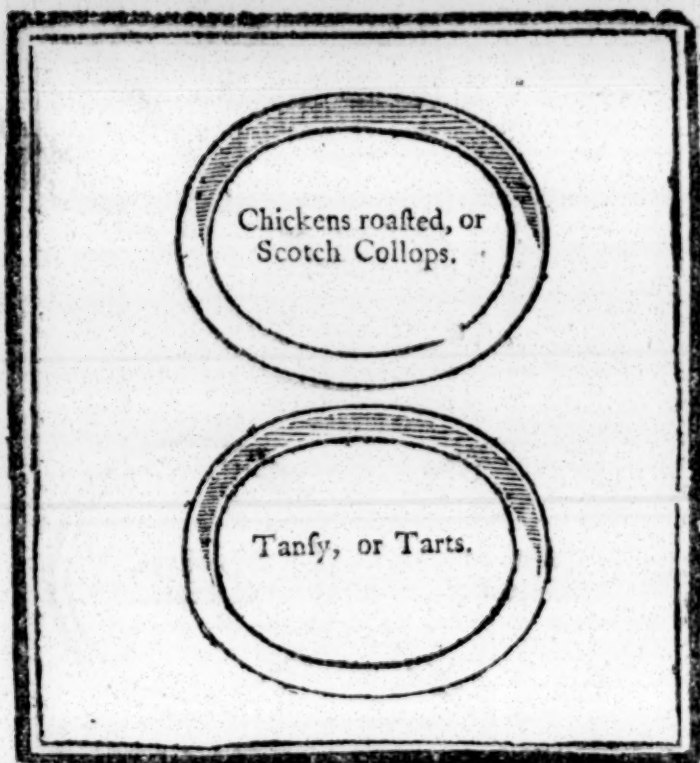 Chickens roaſted, or
Scotch Collops.
Tanſy, or Tarts.